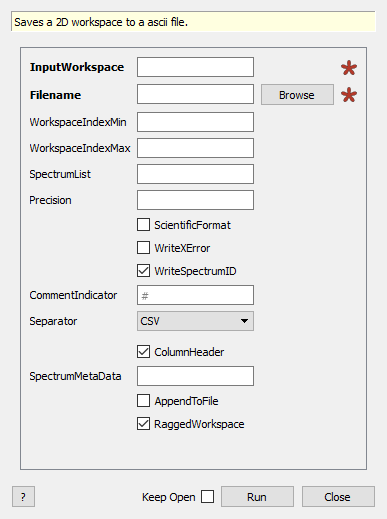 Saves a 2D workspace to a ascii file.
InputWorkspace
Filename Browse
WorkspaceIndexMin
WorkspaceIndexMax
SpectrumList
Precision
ScientificFormat
WriteXError
WriteSpectrumID
CommentIndicator #
Separator CSV
ColumnHeader
SpectrumMetaData
AppendToFile
RaggedWorkspace
? Keep Open Run Close